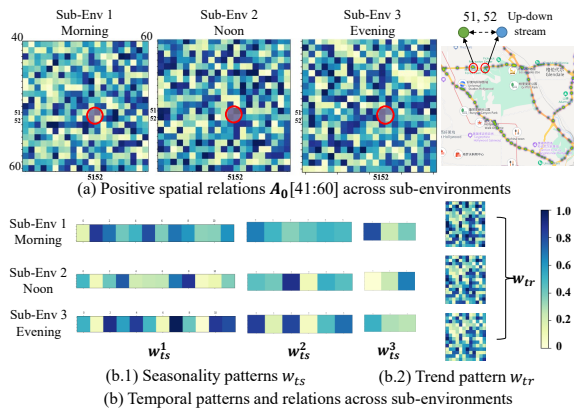 Sub-Env 1
Morning
Sub-Env 2
Noon
Sub-Env 3
Evening
51, 52
Up-down
stream
40
60
51
52
60
51
52
51
52
5152
5152
5152
(a) Positive spatial relations A₀[41:60] across sub-environments
Sub-Env 1
Morning
Sub-Env 2
Noon
Sub-Env 3
Evening
w¹ts
w²ts
w³ts
wtr
1.0
0.8
0.6
0.4
0.2
0
(b.1) Seasonality patterns wts
(b.2) Trend pattern wtr
(b) Temporal patterns and relations across sub-environments